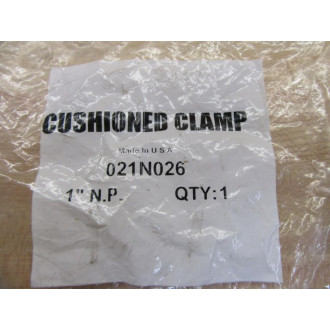 CUSHIONED CLAMP
Made In U S A
021N026
1" N.P. QTY:1